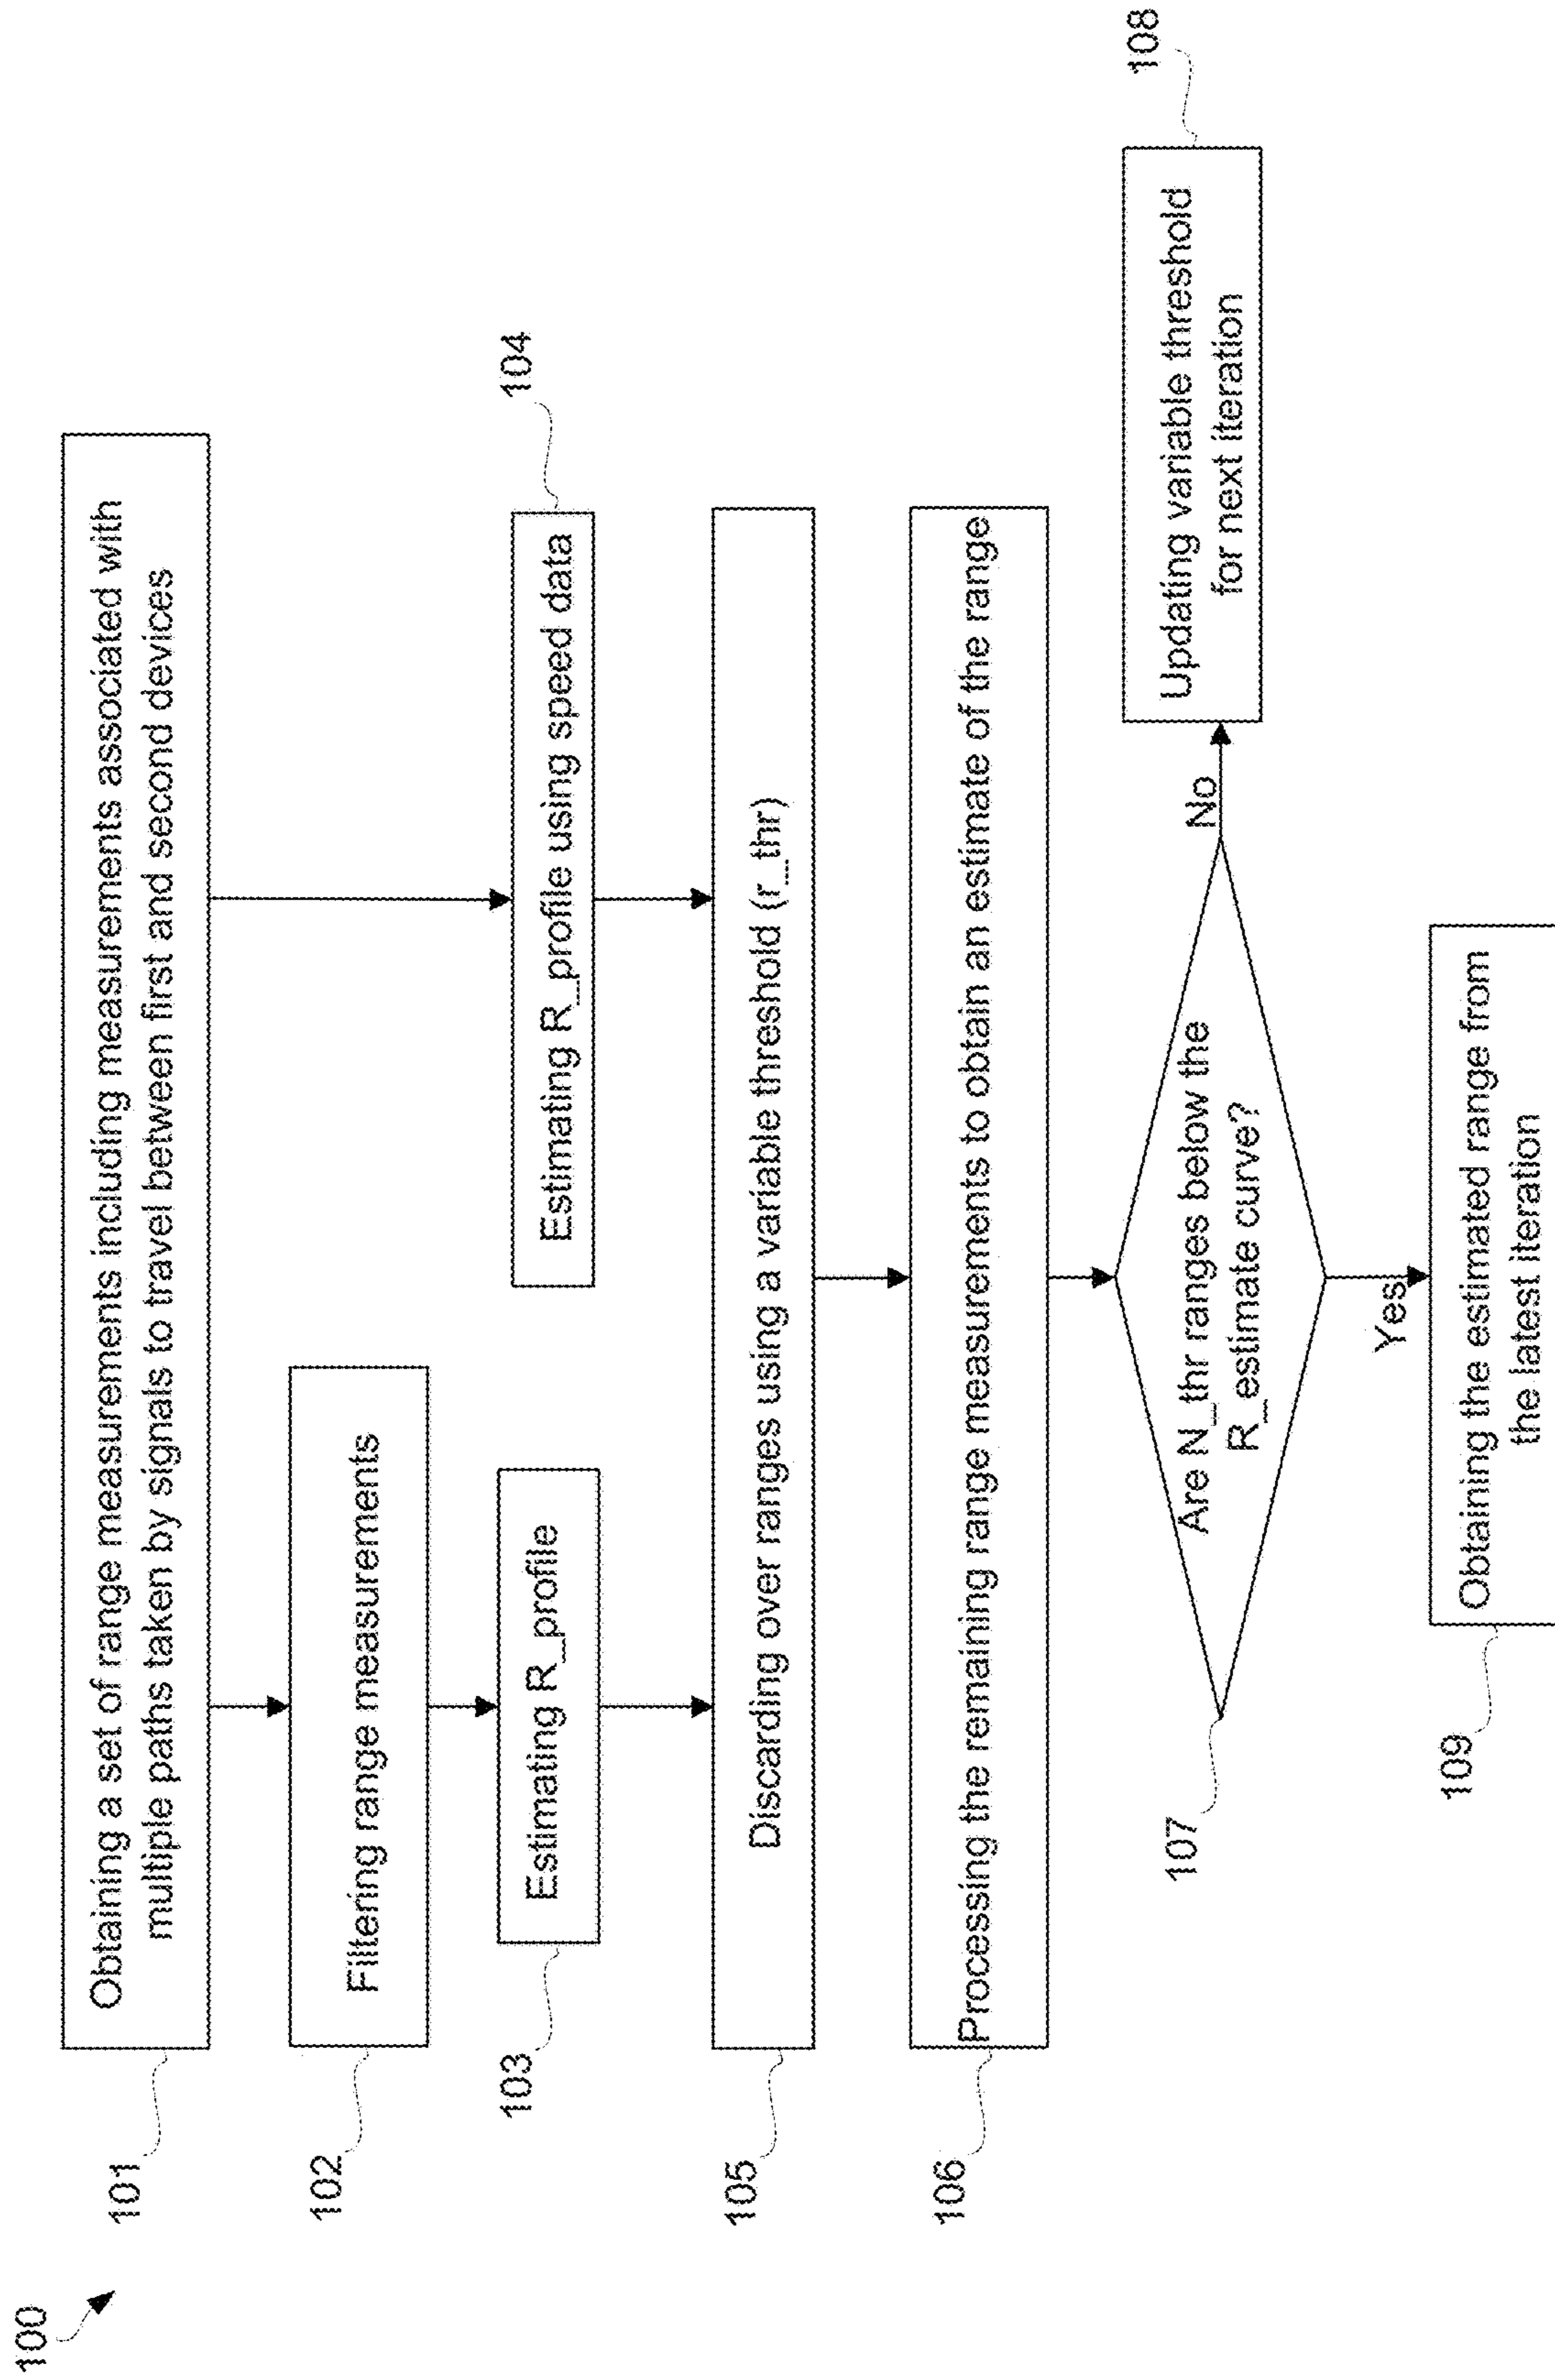 100
101
Obtaining a set of range measurements including measurements associated with
multiple paths taken by signals to travel between first and second devices
102
Filtering range measurements
103
Estimating R_profile
104
Estimating R_profile using speed data
105
Discarding over ranges using a variable threshold (r_thr)
106
Processing the remaining range measurements to obtain an estimate of the range
107
Are N_thr ranges below the
R_estimate curve?
No
108
Updating variable threshold
for next iteration
Yes
109
Obtaining the estimated range from
the latest iteration